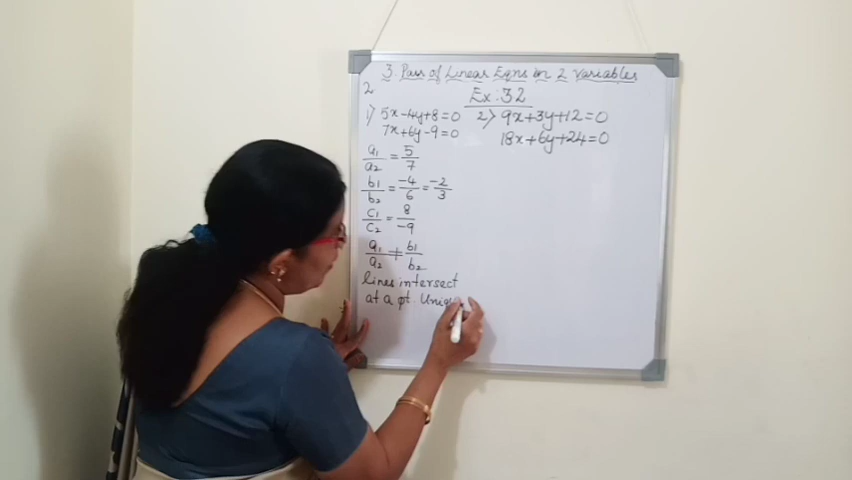 3. Pair of Linear Eqns in 2 Variables
2
Ex: 3.2
1) 5x-4y+8=0
7x+6y-9=0
2) 9x+3y+12=0
18x+6y+24=0
a₁/a₂ = 5/7
b₁/b₂ = -4/6 = -2/3
c₁/c₂ = 8/-9
a₁/a₂ ≠ b₁/b₂
lines intersect
at a pt. Uniq